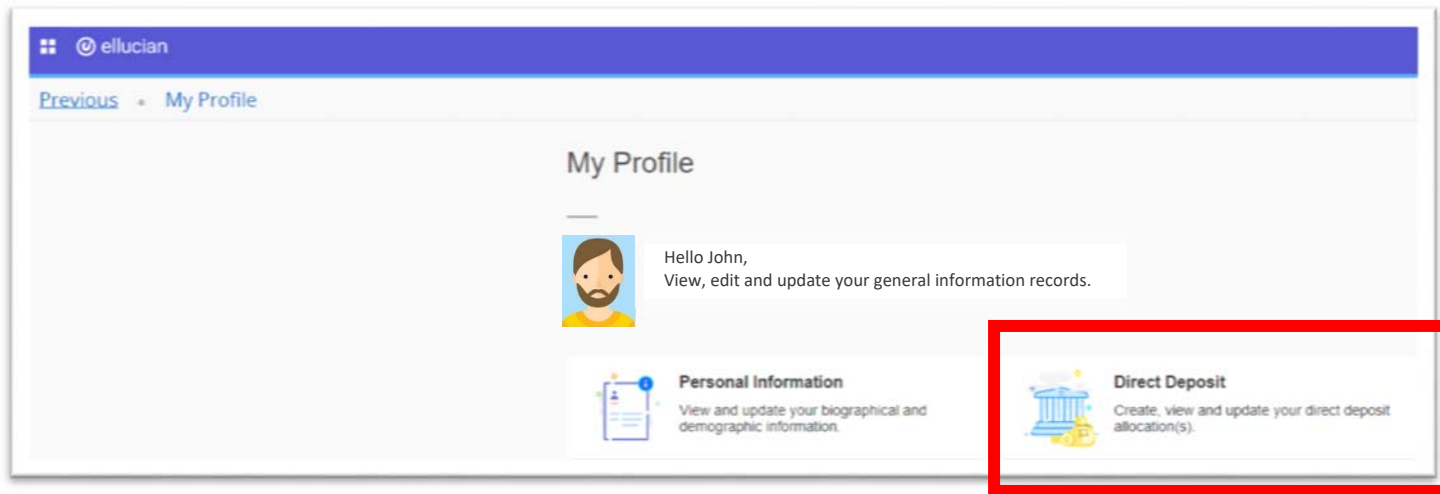 ellucian
Previous • My Profile
My Profile
Hello John,
View, edit and update your general information records.
Personal Information
View and update your biographical and
demographic information.
Direct Deposit
Create, view and update your direct deposit
allocation(s).